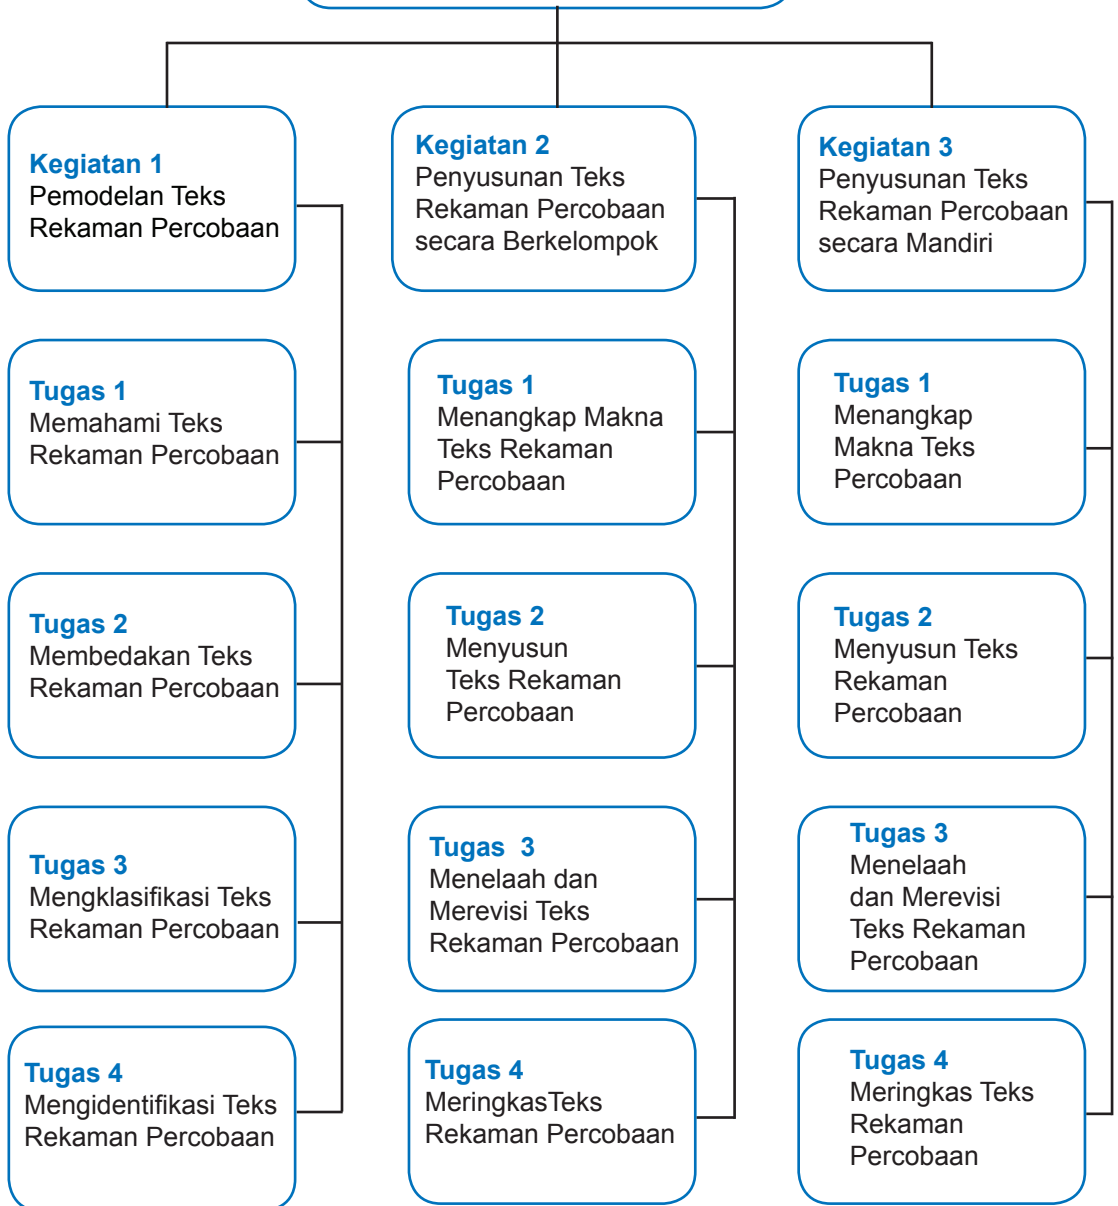 Kegiatan 1
Pemodelan Teks
Rekaman Percobaan
Tugas 1
Memahami Teks
Rekaman Percobaan
Tugas 2
Membedakan Teks
Rekaman Percobaan
Tugas 3
Mengklasifikasi Teks
Rekaman Percobaan
Tugas 4
Mengidentifikasi Teks
Rekaman Percobaan
Kegiatan 2
Penyusunan Teks
Rekaman Percobaan
secara Berkelompok
Tugas 1
Menangkap Makna
Teks Rekaman
Percobaan
Tugas 2
Menyusun
Teks Rekaman
Percobaan
Tugas  3
Menelaah dan
Merevisi Teks
Rekaman Percobaan
Tugas 4
MeringkasTeks
Rekaman Percobaan
Kegiatan 3
Penyusunan Teks
Rekaman Percobaan
secara Mandiri
Tugas 1
Menangkap
Makna Teks
Percobaan
Tugas 2
Menyusun Teks
Rekaman
Percobaan
Tugas 3
Menelaah
dan Merevisi
Teks Rekaman
Percobaan
Tugas 4
Meringkas Teks
Rekaman
Percobaan